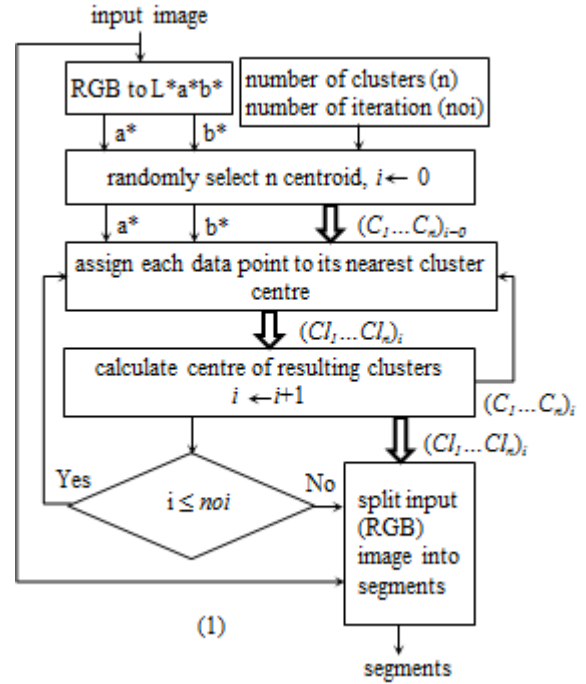 input image
RGB to L*a*b*
number of clusters (n)
number of iteration (noi)
a*
b*
randomly select n centroid, i ← 0
a*
b*
(C₁...Cₙ)ᵢ₌₀
assign each data point to its nearest cluster
centre
(Cl₁...Clₙ)ᵢ
calculate centre of resulting clusters
i ←i+1
(C₁...Cₙ)ᵢ
(Cl₁...Clₙ)ᵢ
Yes
i ≤ noi
No
split input
(RGB)
image into
segments
(1)
segments